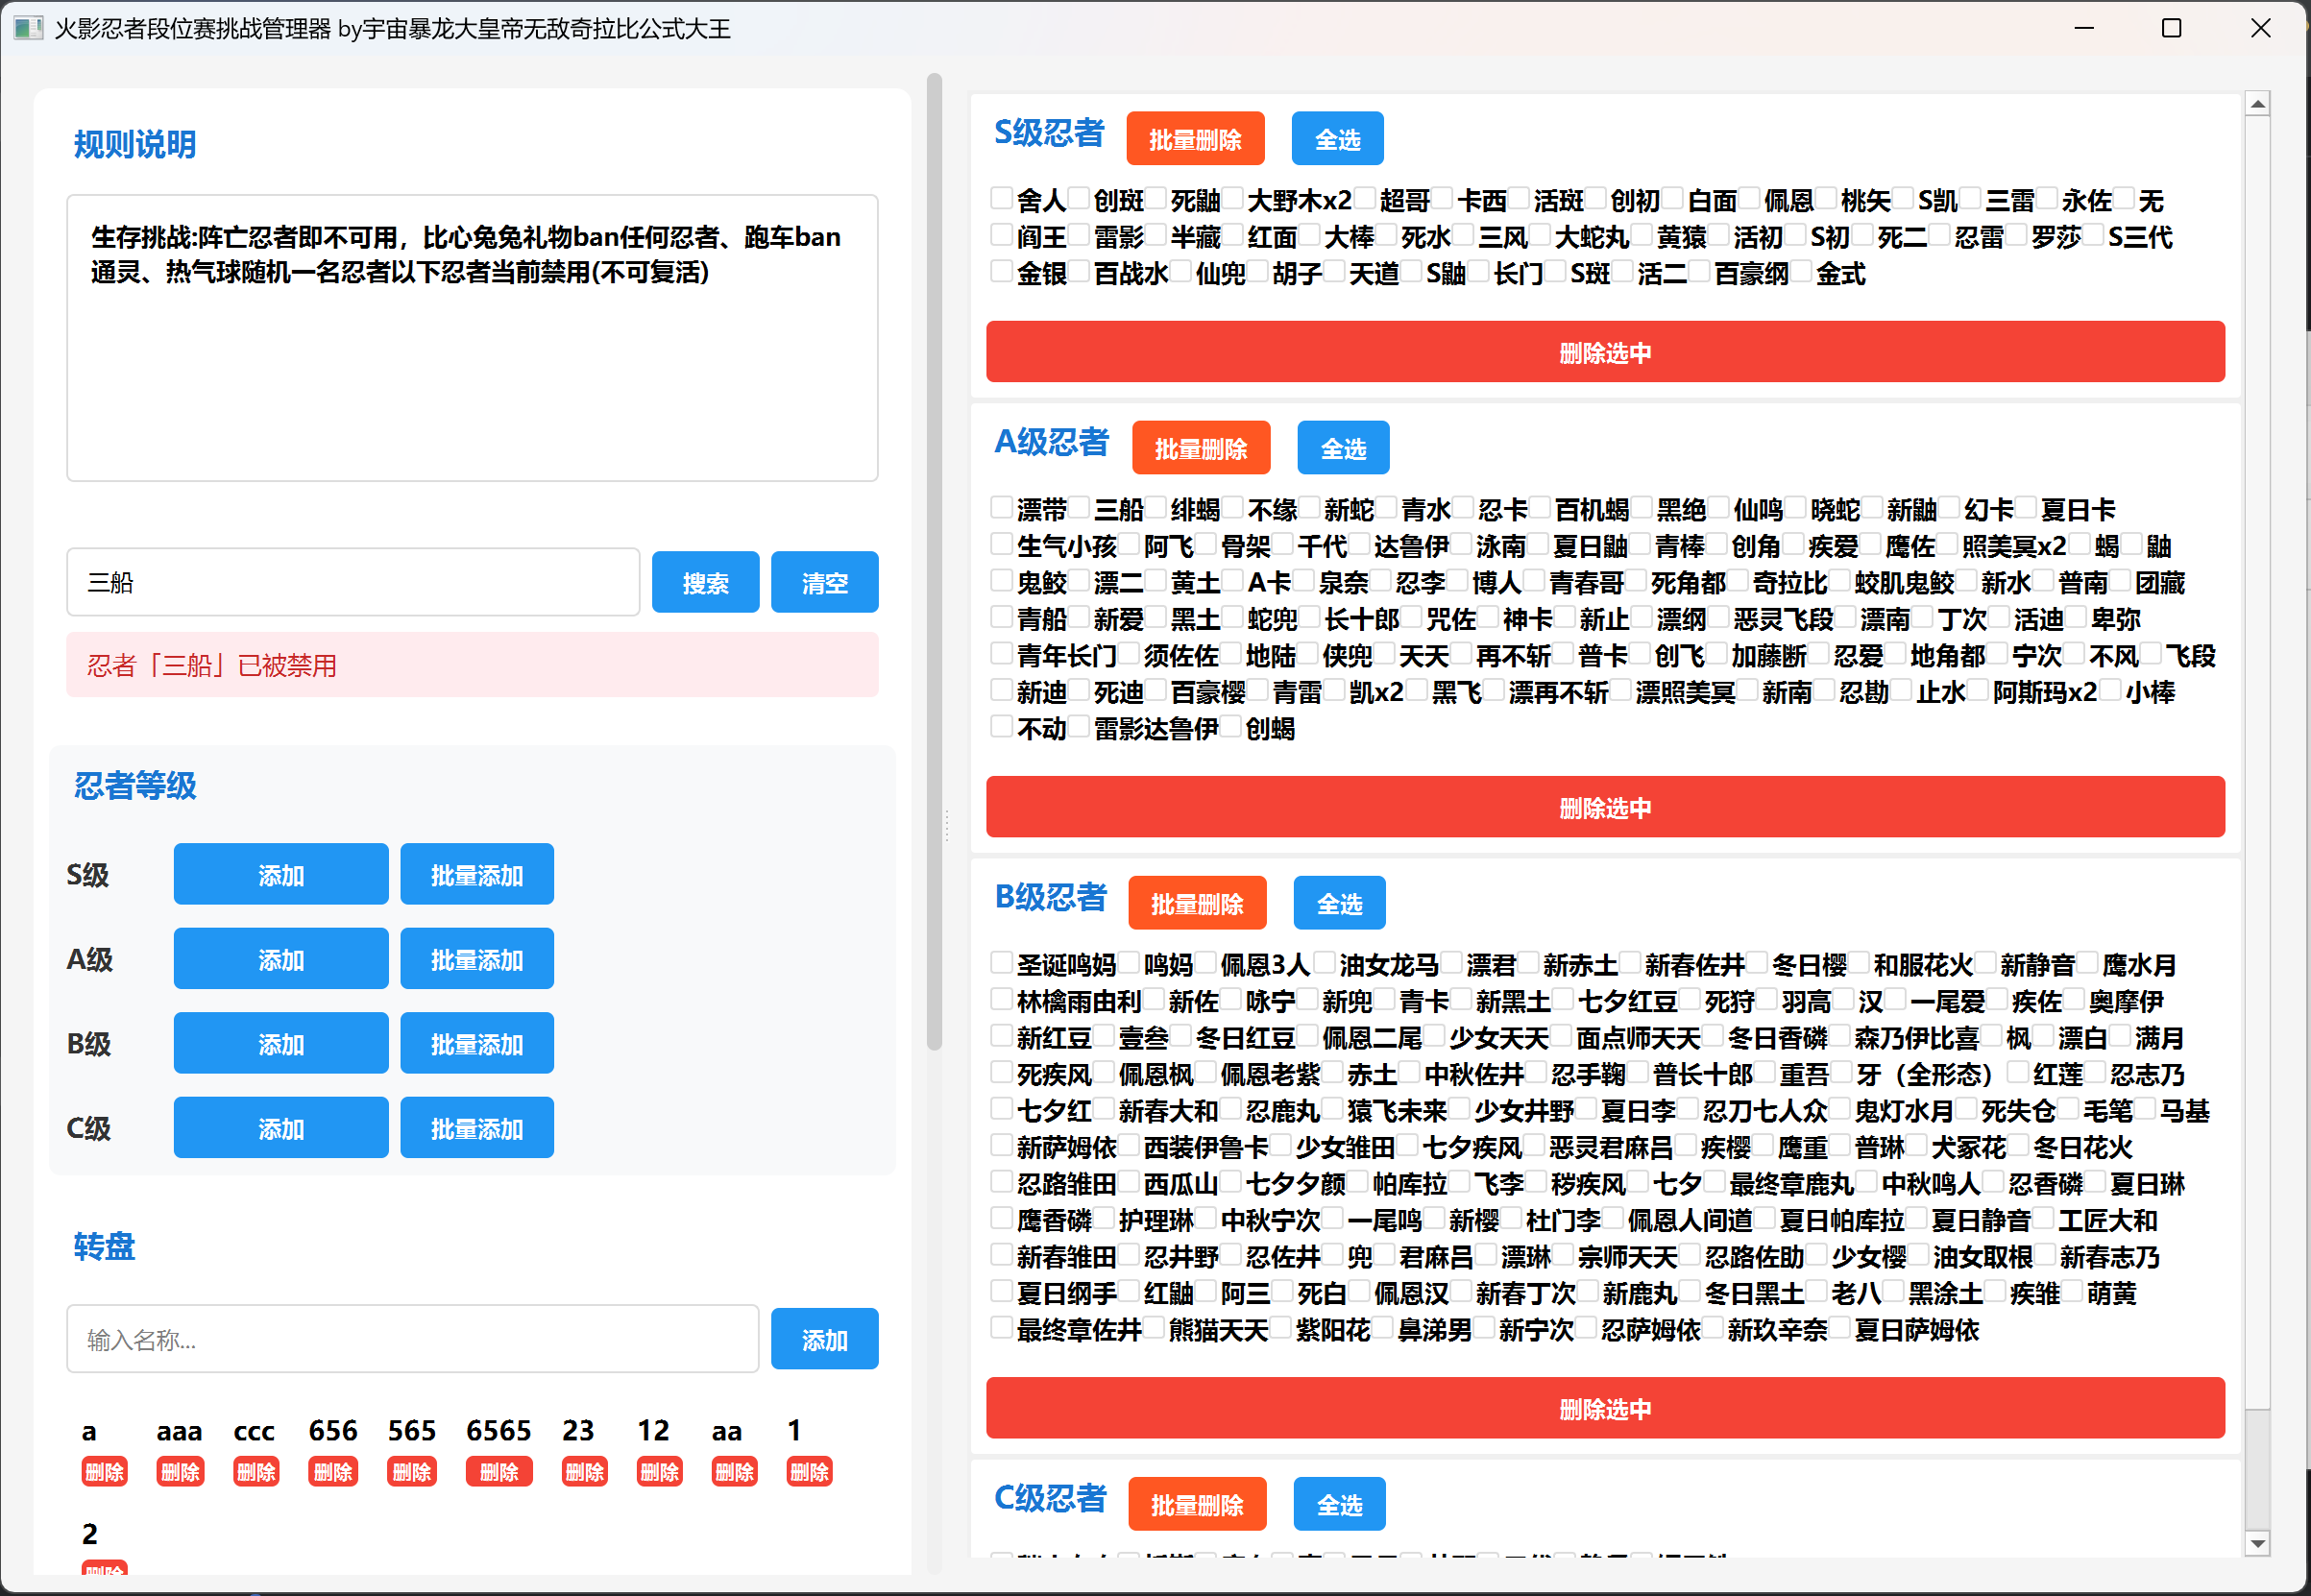 火影忍者段位赛挑战管理器 by宇宙暴龙大皇帝无敌奇拉比公式大王
规则说明
生存挑战:阵亡忍者即不可用，比心兔兔礼物ban任何忍者、跑车ban
通灵、热气球随机一名忍者以下忍者当前禁用(不可复活)
三船 搜索 清空
忍者「三船」已被禁用
忍者等级
S级 添加 批量添加
A级 添加 批量添加
B级 添加 批量添加
C级 添加 批量添加
转盘
输入名称... 添加
a aaa ccc 656 565 6565 23 12 aa 1
删除 删除 删除 删除 删除 删除 删除 删除 删除 删除
2
删除
S级忍者 批量删除 全选
舍人 创斑 死鼬 大野木x2 超哥 卡西 活斑 创初 白面 佩恩 桃矢 S凯 三雷 永佐 无
阎王 雷影 半藏 红面 大棒 死水 三风 大蛇丸 黄猿 活初 S初 死二 忍雷 罗莎 S三代
金银 百战水 仙兜 胡子 天道 S鼬 长门 S斑 活二 百豪纲 金式
删除选中
A级忍者 批量删除 全选
漂带 三船 绯蝎 不缘 新蛇 青水 忍卡 百机蝎 黑绝 仙鸣 晓蛇 新鼬 幻卡 夏日卡
生气小孩 阿飞 骨架 千代 达鲁伊 泳南 夏日鼬 青棒 创角 疾爱 鹰佐 照美冥x2 蝎 鼬
鬼鲛 漂二 黄土 A卡 泉奈 忍李 博人 青春哥 死角都 奇拉比 蛟肌鬼鲛 新水 普南 团藏
青船 新爱 黑土 蛇兜 长十郎 咒佐 神卡 新止 漂纲 恶灵飞段 漂南 丁次 活迪 卑弥
青年长门 须佐佐 地陆 侠兜 天天 再不斩 普卡 创飞 加藤断 忍爱 地角都 宁次 不风 飞段
新迪 死迪 百豪樱 青雷 凯x2 黑飞 漂再不斩 漂照美冥 新南 忍勘 止水 阿斯玛x2 小棒
不动 雷影达鲁伊 创蝎
删除选中
B级忍者 批量删除 全选
圣诞鸣妈 鸣妈 佩恩3人 油女龙马 漂君 新赤土 新春佐井 冬日樱 和服花火 新静音 鹰水月
林檎雨由利 新佐 咏宁 新兜 青卡 新黑土 七夕红豆 死狩 羽高 汉 一尾爱 疾佐 奥摩伊
新红豆 壹叁 冬日红豆 佩恩二尾 少女天天 面点师天天 冬日香磷 森乃伊比喜 枫 漂白 满月
死疾风 佩恩枫 佩恩老紫 赤土 中秋佐井 忍手鞠 普长十郎 重吾 牙（全形态） 红莲 忍志乃
七夕红 新春大和 忍鹿丸 猿飞未来 少女井野 夏日李 忍刀七人众 鬼灯水月 死失仓 毛笔 马基
新萨姆依 西装伊鲁卡 少女雏田 七夕疾风 恶灵君麻吕 疾樱 鹰重 普琳 犬冢花 冬日花火
忍路雏田 西瓜山 七夕夕颜 帕库拉 飞李 秽疾风 七夕 最终章鹿丸 中秋鸣人 忍香磷 夏日琳
鹰香磷 护理琳 中秋宁次 一尾鸣 新樱 杜门李 佩恩人间道 夏日帕库拉 夏日静音 工匠大和
新春雏田 忍井野 忍佐井 兜 君麻吕 漂琳 宗师天天 忍路佐助 少女樱 油女取根 新春志乃
夏日纲手 红鼬 阿三 死白 佩恩汉 新春丁次 新鹿丸 冬日黑土 老八 黑涂土 疾雏 萌黄
最终章佐井 熊猫天天 紫阳花 鼻涕男 新宁次 忍萨姆依 新玖辛奈 夏日萨姆依
删除选中
C级忍者 批量删除 全选